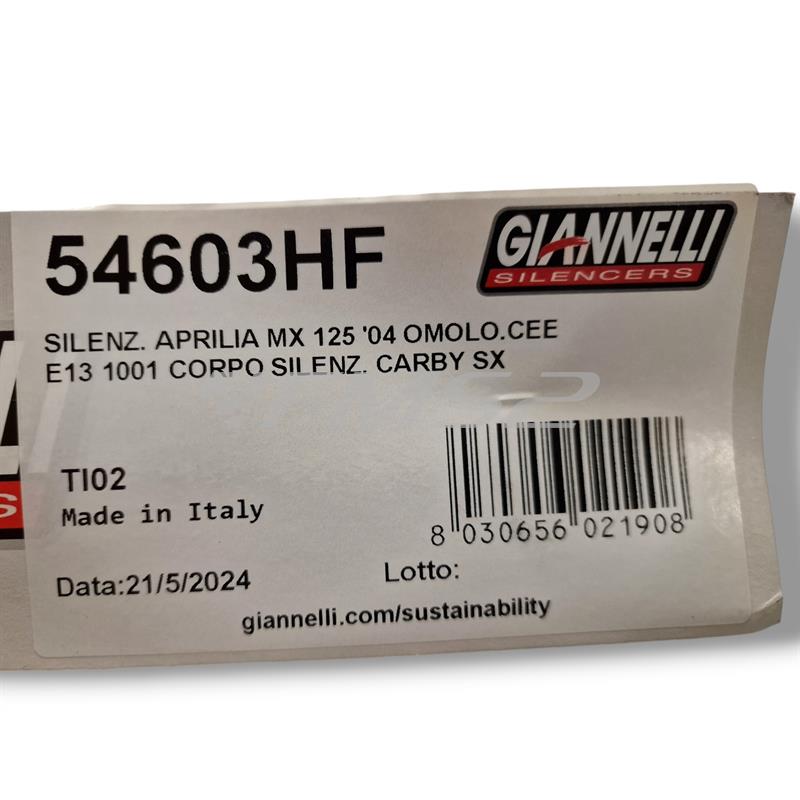 54603HF
GIANNELLI
SILENCERS
SILENZ. APRILIA MX 125 '04 OMOLO.CEE
E13 1001 CORPO SILENZ. CARBY SX
TI02
Made in Italy
8 030656 021908
Data:21/5/2024
Lotto:
giannelli.com/sustainability